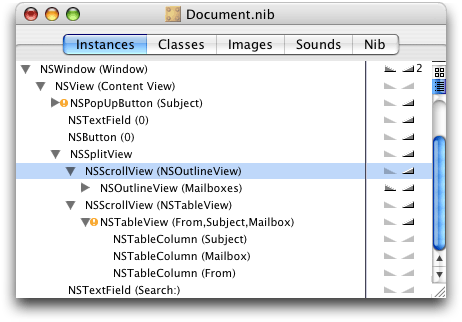 Document.nib
Instances Classes Images Sounds Nib
NSWindow (Window) 2
NSView (Content View)
NSPopUpButton (Subject)
NSTextField (0)
NSButton (0)
NSSplitView
NSScrollView (NSOutlineView)
NSOutlineView (Mailboxes)
NSScrollView (NSTableView)
NSTableView (From,Subject,Mailbox)
NSTableColumn (Subject)
NSTableColumn (Mailbox)
NSTableColumn (From)
NSTextField (Search:)